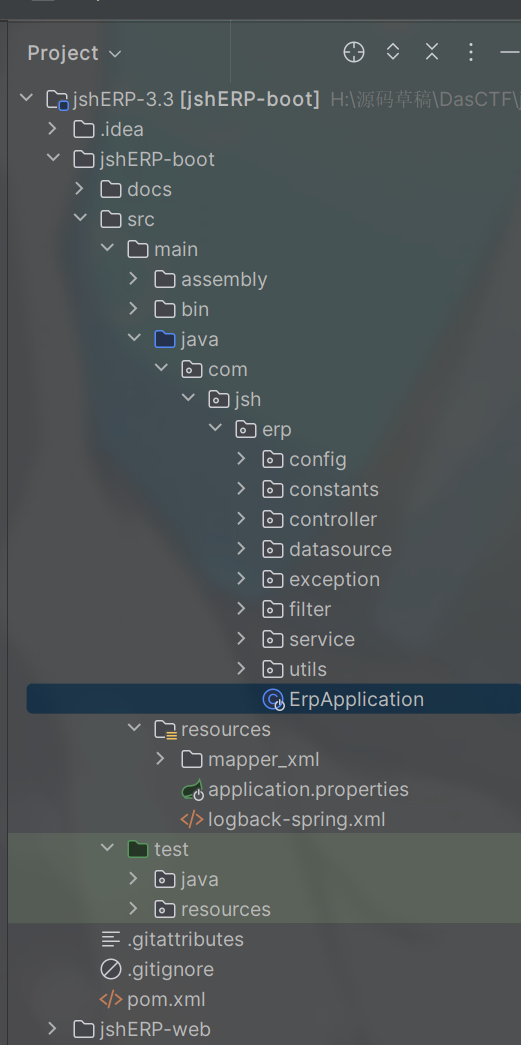 Project
jshERP-3.3 [jshERP-boot] H:\源码草稿\DasCTF\
.idea
jshERP-boot
docs
src
main
assembly
bin
java
com
jsh
erp
config
constants
controller
datasource
exception
filter
service
utils
ErpApplication
resources
mapper_xml
application.properties
logback-spring.xml
test
java
resources
.gitattributes
.gitignore
pom.xml
jshERP-web